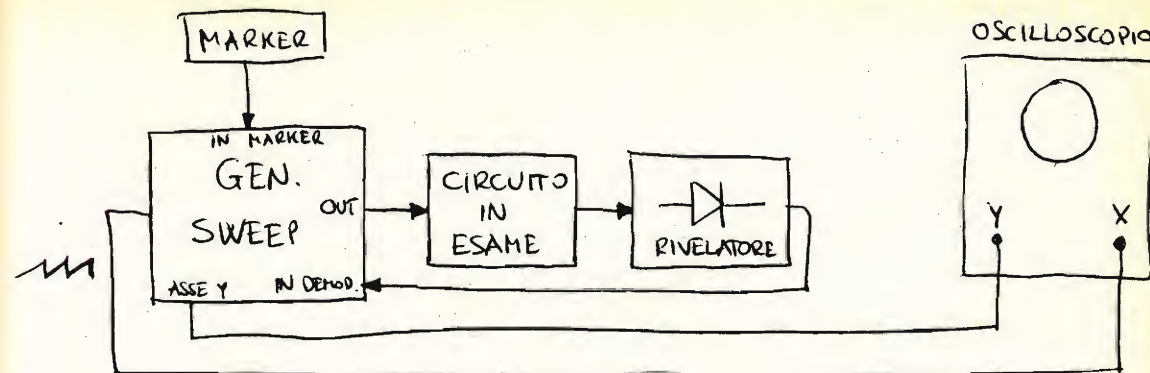 MARKER
OSCILLOSCOPIO
IN MARKER
GEN.
SWEEP
OUT
ASSE Y
IN DEMOD.
CIRCUITO
IN
ESAME
RIVELATORE
Y
X